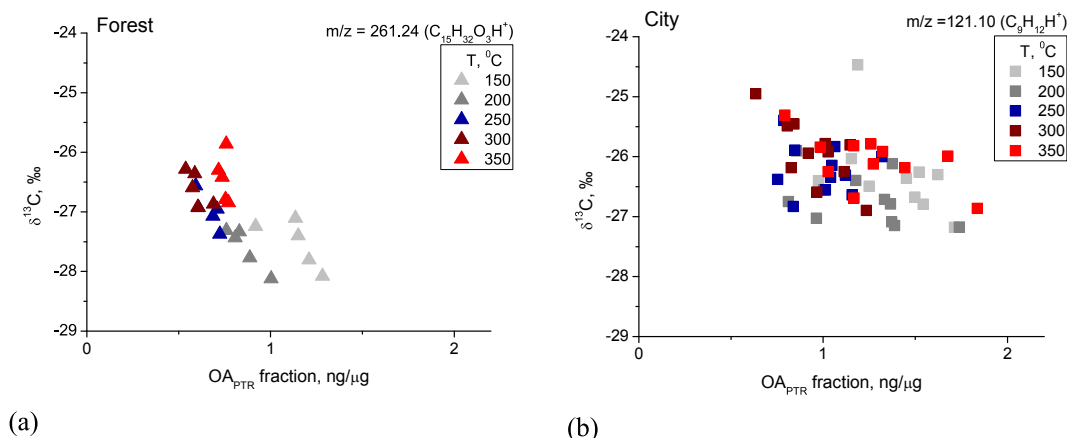 Forest
m/z = 261.24 (C15H32O3H+)
T, 0C
150
200
250
300
350
-24
-25
-26
-27
-28
-29
δ13C, ‰
0
1
2
OAPTR fraction, ng/μg
(a)
City
m/z =121.10 (C9H12H+)
T, 0C
150
200
250
300
350
-24
-25
-26
-27
-28
-29
δ13C, ‰
0
1
2
OAPTR fraction, ng/μg
(b)